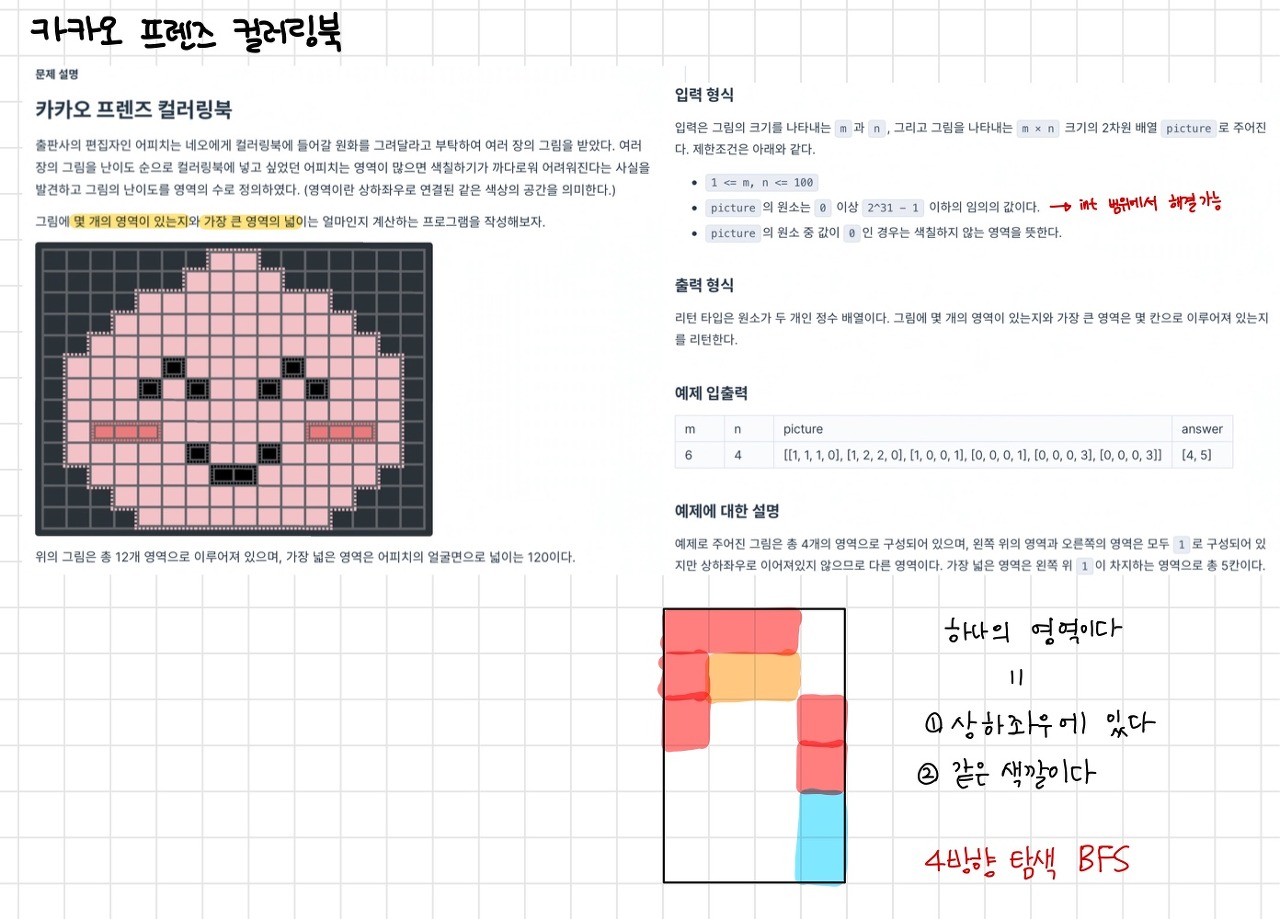 카카오 프렌즈 컬러링북
문제 설명
카카오 프렌즈 컬러링북
출판사의 편집자인 어피치는 네오에게 컬러링북에 들어갈 원화를 그려달라고 부탁하여 여러 장의 그림을 받았다. 여러
장의 그림을 난이도 순으로 컬러링북에 넣고 싶었던 어피치는 영역이 많으면 색칠하기가 까다로워 어려워진다는 사실을
발견하고 그림의 난이도를 영역의 수로 정의하였다. (영역이란 상하좌우로 연결된 같은 색상의 공간을 의미한다.)
그림에 몇 개의 영역이 있는지와 가장 큰 영역의 넓이는 얼마인지 계산하는 프로그램을 작성해보자.
위의 그림은 총 12개 영역으로 이루어져 있으며, 가장 넓은 영역은 어피치의 얼굴면으로 넓이는 120이다.
입력 형식
입력은 그림의 크기를 나타내는 m 과 n , 그리고 그림을 나타내는 m × n 크기의 2차원 배열 picture 로 주어진
다. 제한조건은 아래와 같다.
• 1 <= m, n <= 100
• picture 의 원소는 0 이상 2^31 - 1 이하의 임의의 값이다. → int 범위에서 해결 가능
• picture 의 원소 중 값이 0 인 경우는 색칠하지 않는 영역을 뜻한다.
출력 형식
리턴 타입은 원소가 두 개인 정수 배열이다. 그림에 몇 개의 영역이 있는지와 가장 큰 영역은 몇 칸으로 이루어져 있는지
를 리턴한다.
예제 입출력
m n picture answer
6 4 [[1, 1, 1, 0], [1, 2, 2, 0], [1, 0, 0, 1], [0, 0, 0, 1], [0, 0, 0, 3], [0, 0, 0, 3]] [4, 5]
예제에 대한 설명
예제로 주어진 그림은 총 4개의 영역으로 구성되어 있으며, 왼쪽 위의 영역과 오른쪽의 영역은 모두 1 로 구성되어 있
지만 상하좌우로 이어져있지 않으므로 다른 영역이다. 가장 넓은 영역은 왼쪽 위 1 이 차지하는 영역으로 총 5칸이다.
하나의 영역이다
=
① 상하좌우에 있다
② 같은 색깔이다
4방향 탐색 BFS